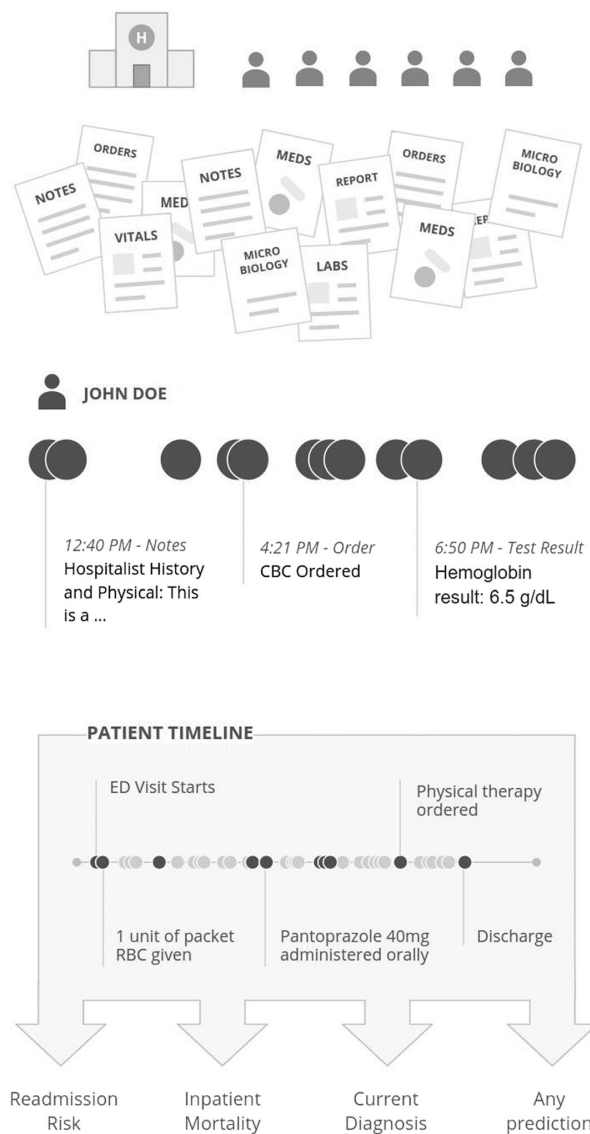 H
ORDERS
NOTES
MEDS
ORDERS
MICRO
BIOLOGY
NOTES
MED
REPORT
VITALS
MICRO
BIOLOGY
LABS
MEDS
JOHN DOE
12:40 PM - Notes
Hospitalist History
and Physical: This
is a ...
4:21 PM - Order
CBC Ordered
6:50 PM - Test Result
Hemoglobin
result: 6.5 g/dL
PATIENT TIMELINE
ED Visit Starts
Physical therapy
ordered
1 unit of packet
RBC given
Pantoprazole 40mg
administered orally
Discharge
Readmission
Risk
Inpatient
Mortality
Current
Diagnosis
Any
prediction